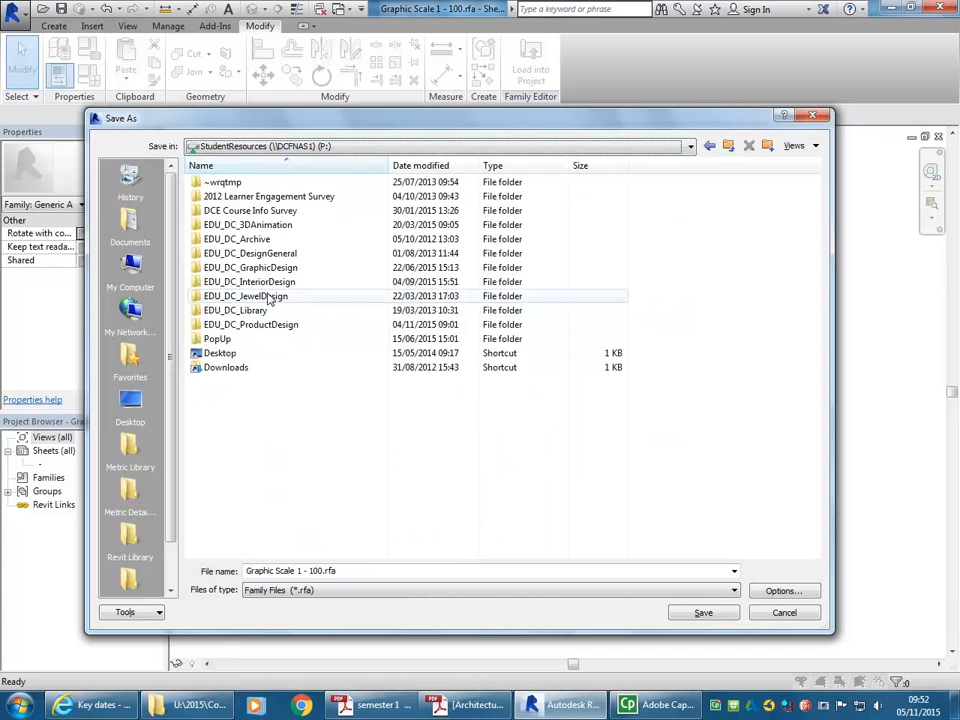 Graphic Scale 1 - 100.rfa - She...
Type a keyword or phrase
Sign In
Create Insert View Manage Add-Ins Modify
Modify
Paste
Cut
Join
Load into
Project
Select Properties Clipboard Geometry Modify Measure Create Family Editor
Properties
Family: Generic A
Other
Rotate with co...
Keep text reada...
Shared
Properties help
Project Browser - Gra
Views (all)
Sheets (all)
-
Families
Groups
Revit Links
Save As
Save in: StudentResources (\\DCFNAS1) (P:)
Views
History
Documents
My Computer
My Network...
Favorites
Desktop
Metric Library
Metric Detai...
Revit Library
Name Date modified Type Size
~wrqtmp 25/07/2013 09:54 File folder
2012 Learner Engagement Survey 04/10/2013 09:43 File folder
DCE Course Info Survey 30/01/2015 13:26 File folder
EDU_DC_3DAnimation 20/03/2015 09:05 File folder
EDU_DC_Archive 05/10/2012 13:03 File folder
EDU_DC_DesignGeneral 01/08/2013 11:44 File folder
EDU_DC_GraphicDesign 22/06/2015 15:13 File folder
EDU_DC_InteriorDesign 04/09/2015 15:51 File folder
EDU_DC_JewelDesign 22/03/2013 17:03 File folder
EDU_DC_Library 19/03/2013 10:31 File folder
EDU_DC_ProductDesign 04/11/2015 09:01 File folder
PopUp 15/06/2015 15:01 File folder
Desktop 15/05/2014 09:17 Shortcut 1 KB
Downloads 31/08/2012 15:43 Shortcut 1 KB
File name: Graphic Scale 1 - 100.rfa
Files of type: Family Files (*.rfa)
Options...
Tools
Save
Cancel
Ready
:0
Key dates - ...
U:\2015\Co...
semester1 ...
[Architectu...
Autodesk R...
Adobe Cap...
09:52
05/11/2015